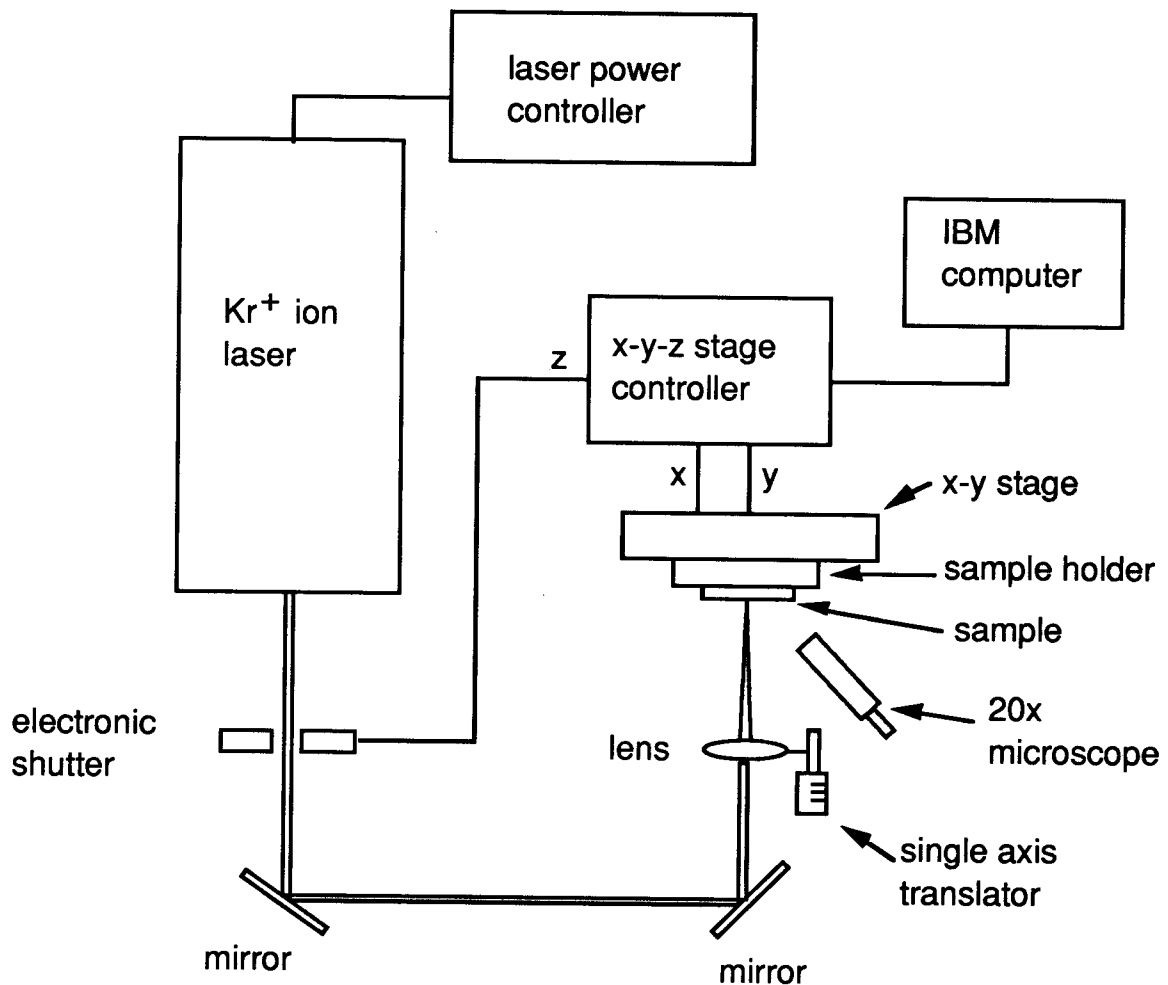 laser power
controller
IBM
computer
Kr+ ion
laser
x-y-z stage
controller
z
x
y
x-y stage
sample holder
sample
20x
microscope
electronic
shutter
lens
single axis
translator
mirror
mirror